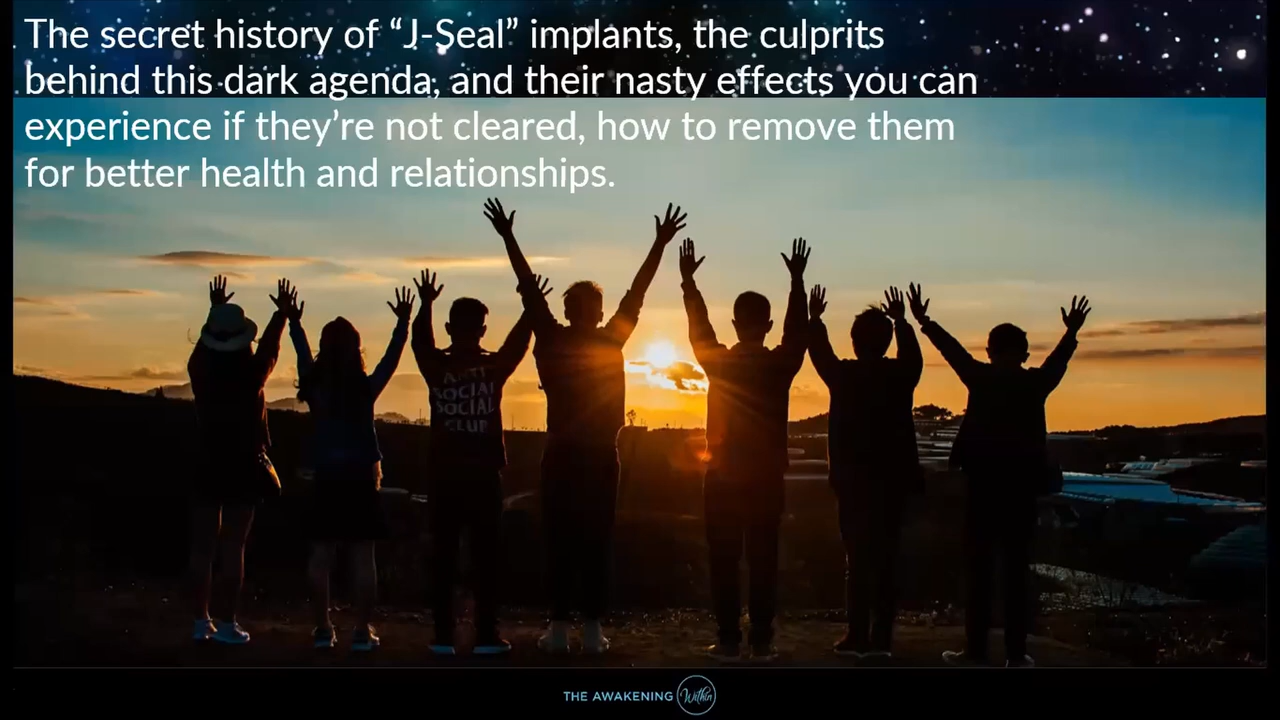 The secret history of “J-Seal” implants, the culprits
behind this dark agenda, and their nasty effects you can
experience if they’re not cleared, how to remove them
for better health and relationships.
ANTI
SOCIAL
SOCIAL
CLUB
THE AWAKENING Within